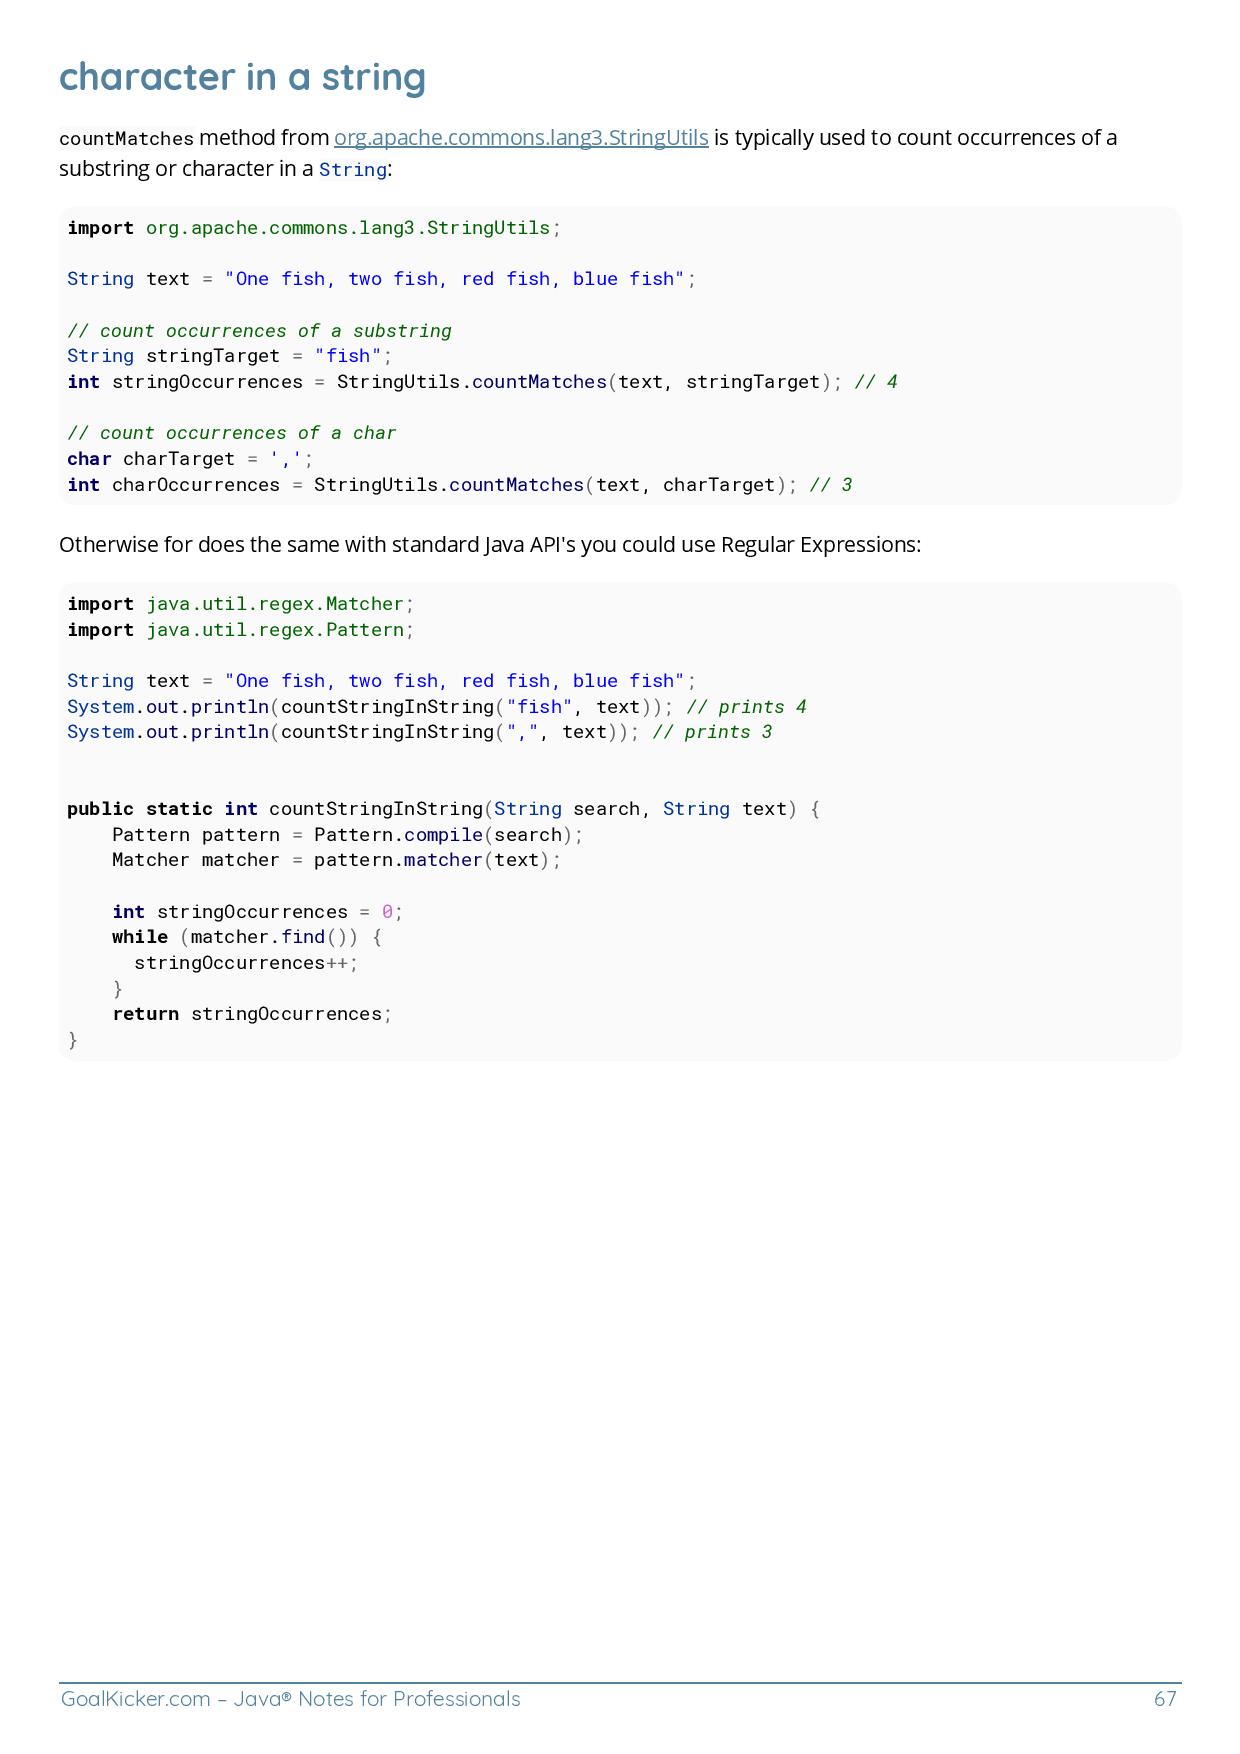 character in a string
countMatches method from org.apache.commons.lang3.StringUtils is typically used to count occurrences of a
substring or character in a String:
import org.apache.commons.lang3.StringUtils;
String text = "One fish, two fish, red fish, blue fish";
// count occurrences of a substring
String stringTarget = "fish";
int stringOccurrences = StringUtils.countMatches(text, stringTarget); // 4
// count occurrences of a char
char charTarget = ',';
int charOccurrences = StringUtils.countMatches(text, charTarget); // 3
Otherwise for does the same with standard Java API's you could use Regular Expressions:
import java.util.regex.Matcher;
import java.util.regex.Pattern;
String text = "One fish, two fish, red fish, blue fish";
System.out.println(countStringInString("fish", text)); // prints 4
System.out.println(countStringInString(",", text)); // prints 3
public static int countStringInString(String search, String text) {
    Pattern pattern = Pattern.compile(search);
    Matcher matcher = pattern.matcher(text);
    int stringOccurrences = 0;
    while (matcher.find()) {
      stringOccurrences++;
    }
    return stringOccurrences;
}
GoalKicker.com – Java® Notes for Professionals 67